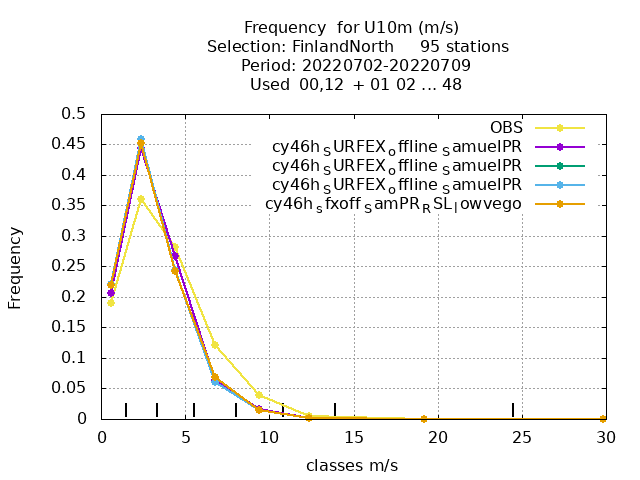 Frequency  for U10m (m/s)
Selection: FinlandNorth     95 stations
Period: 20220702-20220709
Used  00,12  + 01 02 ... 48
0.5
0.45
0.4
0.35
0.3
0.25
0.2
0.15
0.1
0.05
0
Frequency
OBS
cy46h_SURFEX_offline_SamuelPR
cy46h_SURFEX_offline_SamuelPR
cy46h_SURFEX_offline_SamuelPR
cy46h_sfxoff_SamPR_RSL_lowvego
0 5 10 15 20 25 30
classes m/s